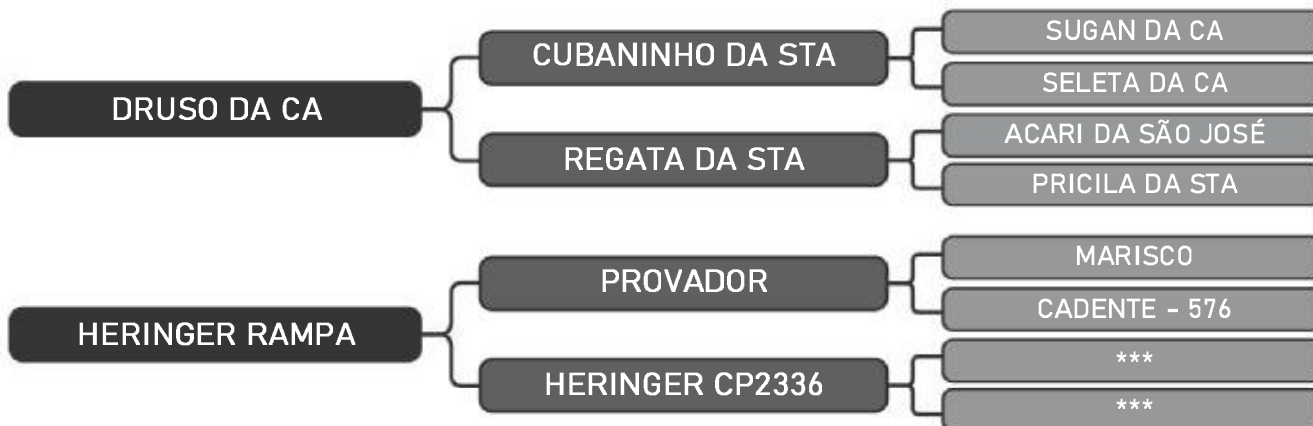 DRUSO DA CA
CUBANINHO DA STA
SUGAN DA CA
SELETA DA CA
REGATA DA STA
ACARI DA SÃO JOSÉ
PRICILA DA STA
HERINGER RAMPA
PROVADOR
MARISCO
CADENTE - 576
HERINGER CP2336
***
***